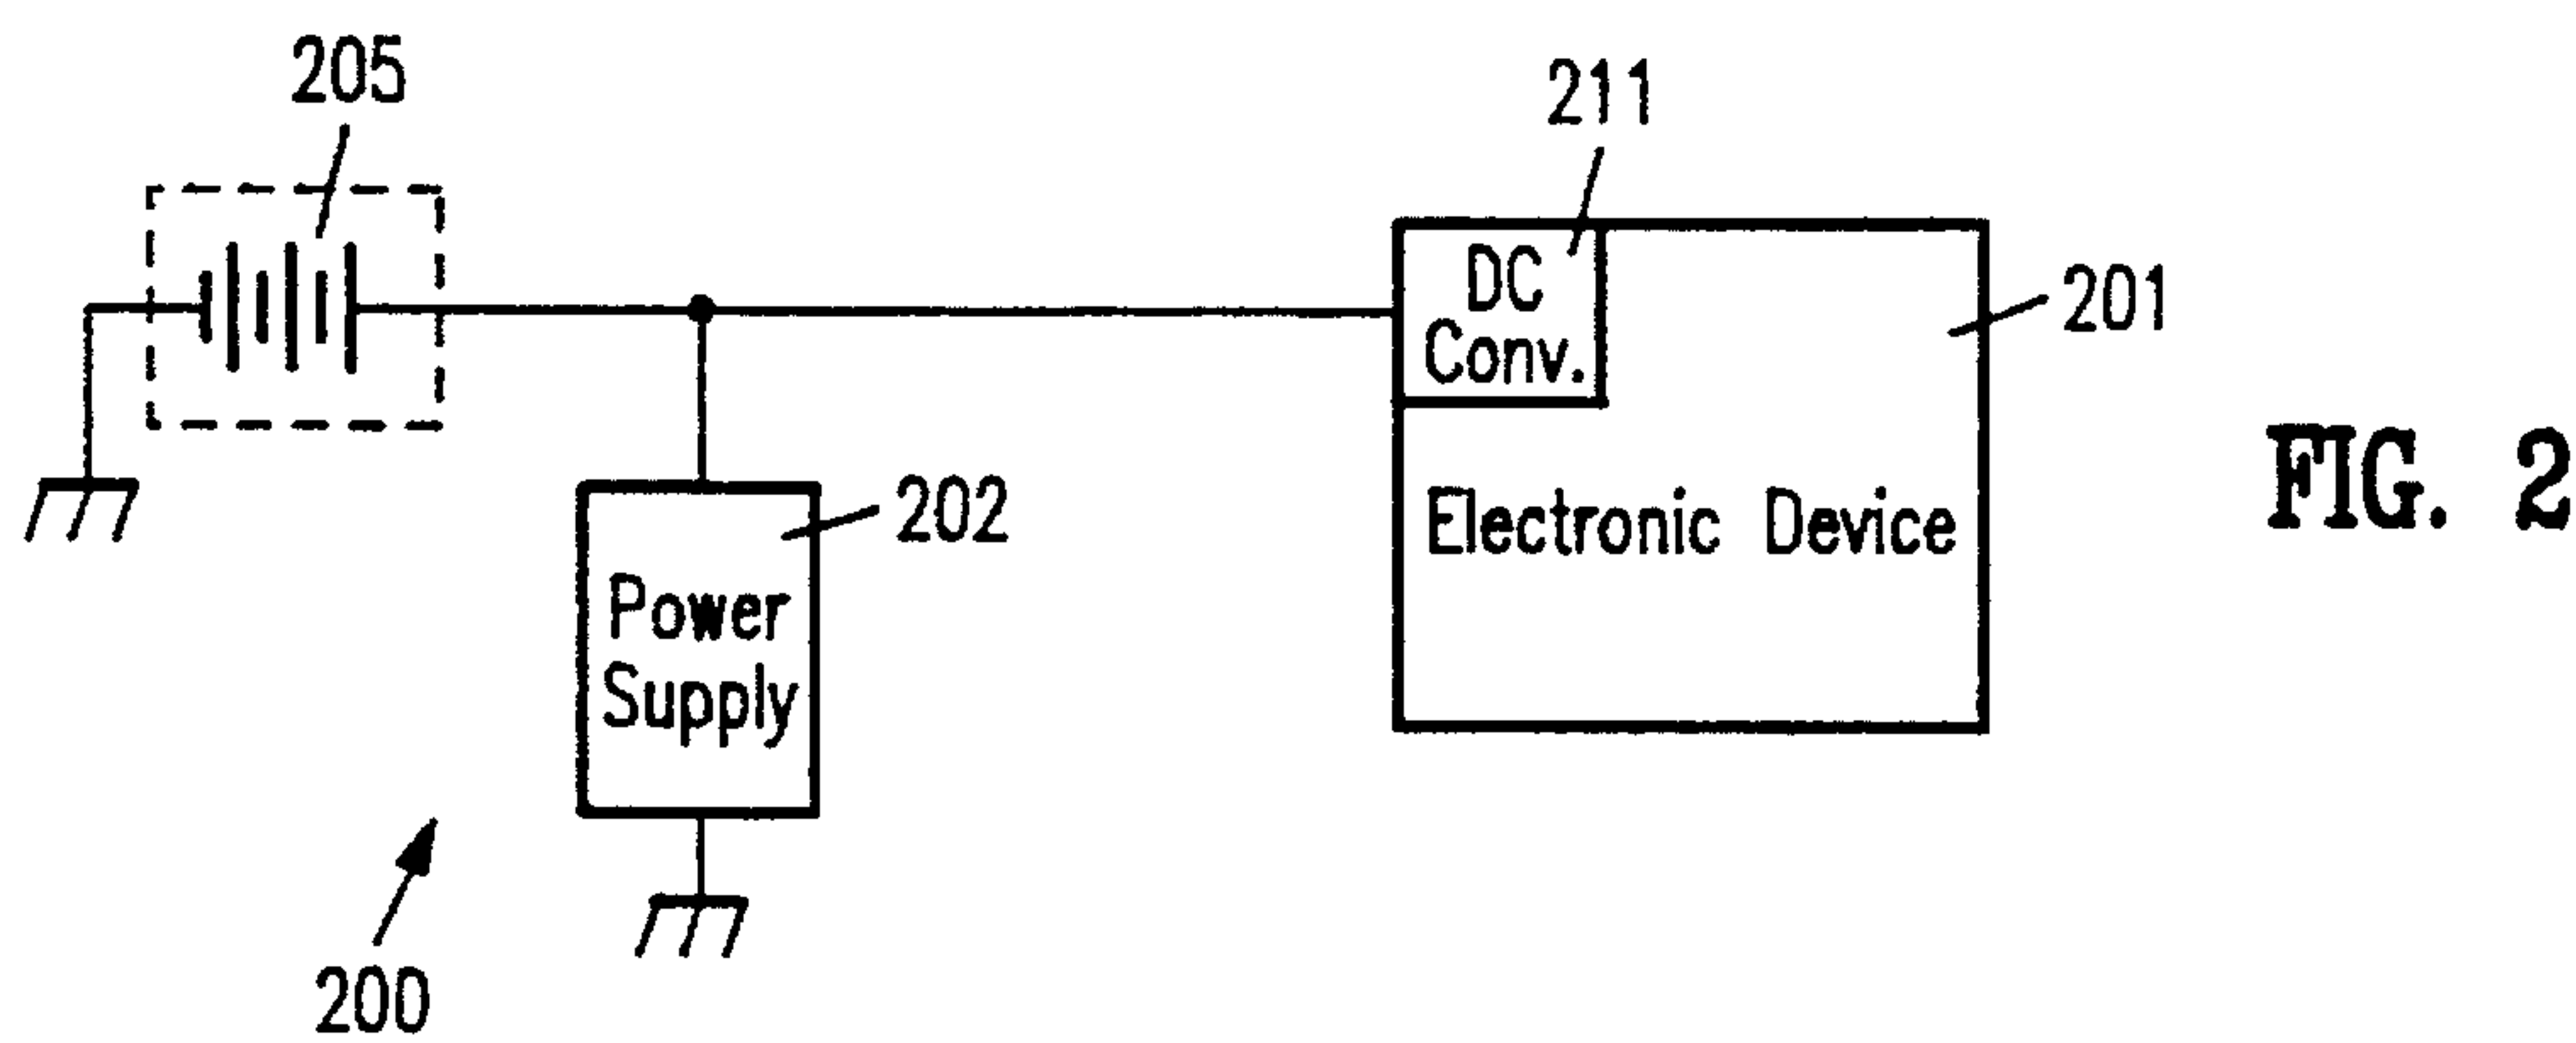 205
211
DC
Conv.
201
Electronic Device
FIG. 2
202
Power
Supply
200